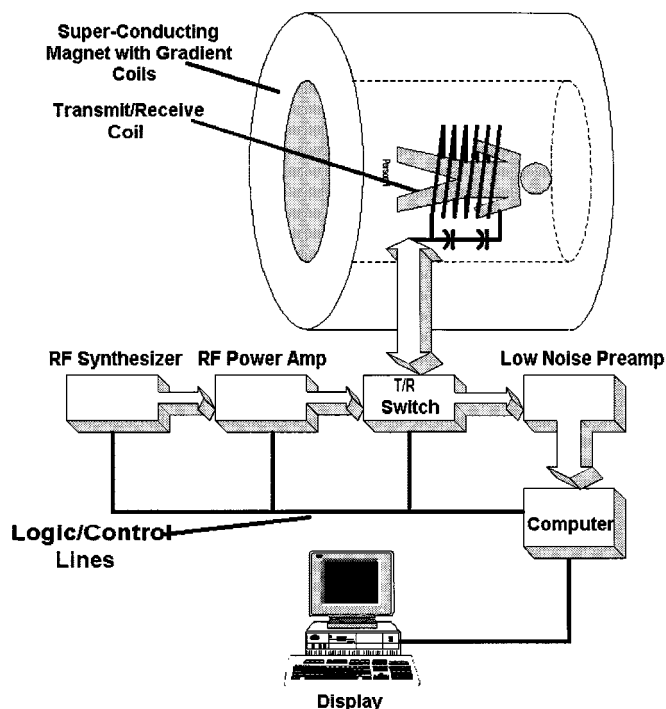 Super-Conducting
Magnet with Gradient
Coils
Transmit/Receive
Coil
Person
RF Synthesizer
RF Power Amp
T/R
Switch
Low Noise Preamp
Computer
Logic/Control
Lines
Display